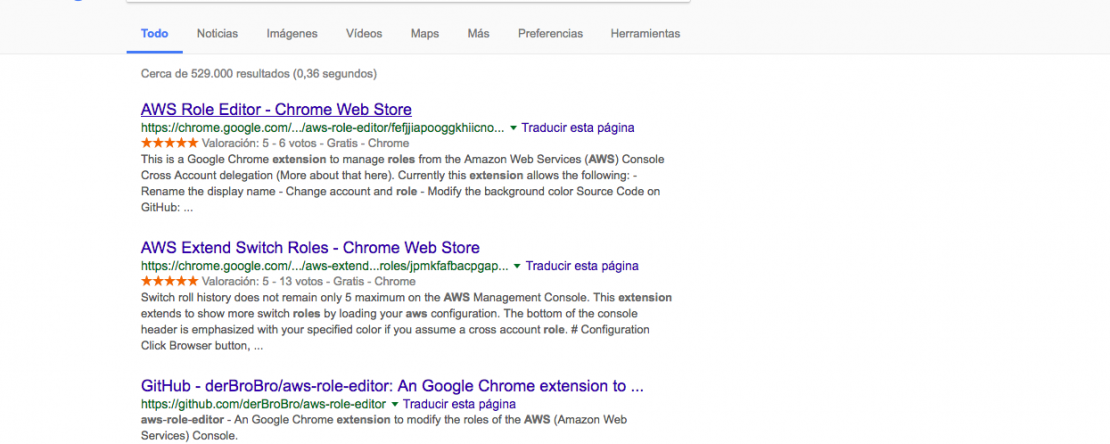 Todo Noticias Imágenes Vídeos Maps Más Preferencias Herramientas
Cerca de 529.000 resultados (0,36 segundos)
AWS Role Editor - Chrome Web Store
https://chrome.google.com/.../aws-role-editor/fefjjiapooggkhiicno... ▼ Traducir esta página
★★★★★ Valoración: 5 - 6 votos - Gratis - Chrome
This is a Google Chrome extension to manage roles from the Amazon Web Services (AWS) Console
Cross Account delegation (More about that here). Currently this extension allows the following: -
Rename the display name - Change account and role - Modify the background color Source Code on
GitHub: ...
AWS Extend Switch Roles - Chrome Web Store
https://chrome.google.com/.../aws-extend...roles/jpmkfafbacpgap... ▼ Traducir esta página
★★★★★ Valoración: 5 - 13 votos - Gratis - Chrome
Switch roll history does not remain only 5 maximum on the AWS Management Console. This extension
extends to show more switch roles by loading your aws configuration. The bottom of the console
header is emphasized with your specified color if you assume a cross account role. # Configuration
Click Browser button, ...
GitHub - derBroBro/aws-role-editor: An Google Chrome extension to ...
https://github.com/derBroBro/aws-role-editor ▼ Traducir esta página
aws-role-editor - An Google Chrome extension to modify the roles of the AWS (Amazon Web
Services) Console.